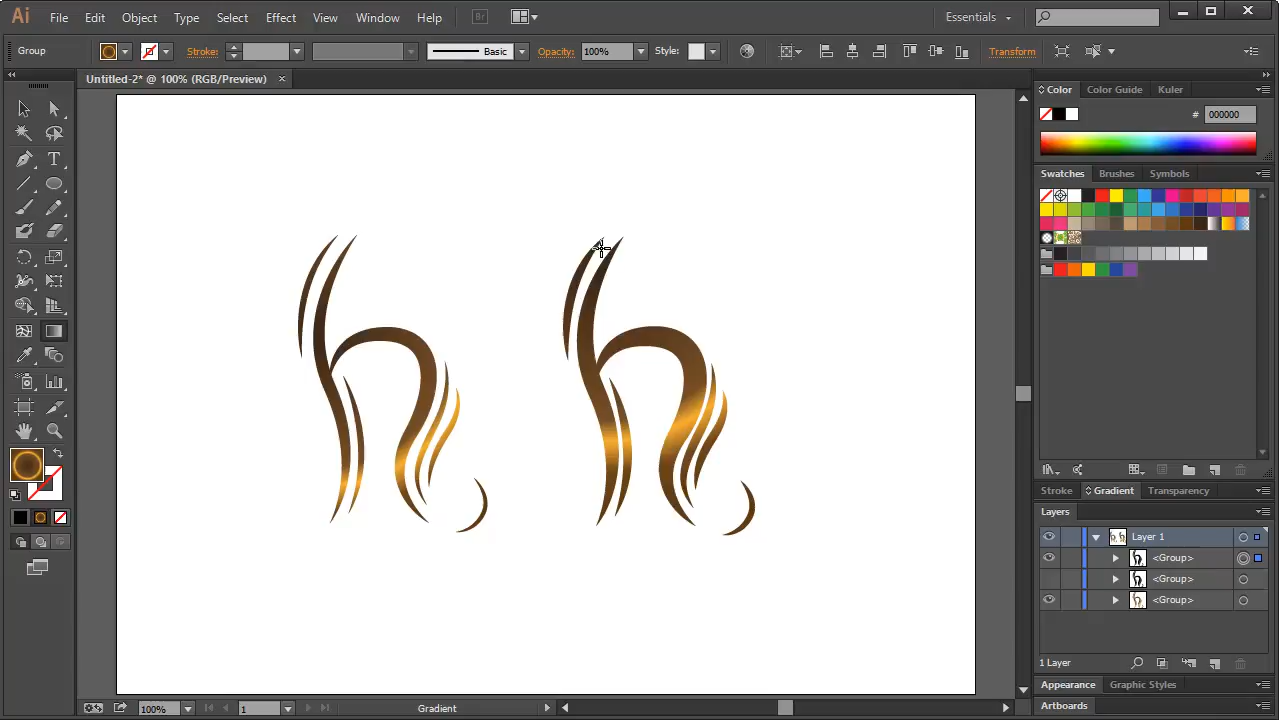 Ai File Edit Object Type Select Effect View Window Help Br Essentials
Group Stroke: Basic Opacity: 100% Style: Transform
Untitled-2* @ 100% (RGB/Preview) ×
Color Color Guide Kuler
# 000000
Swatches Brushes Symbols
T
Stroke Gradient Transparency
Layers
Layer 1
<Group>
<Group>
<Group>
1 Layer
Appearance Graphic Styles
Artboards
100% 1 Gradient
h h